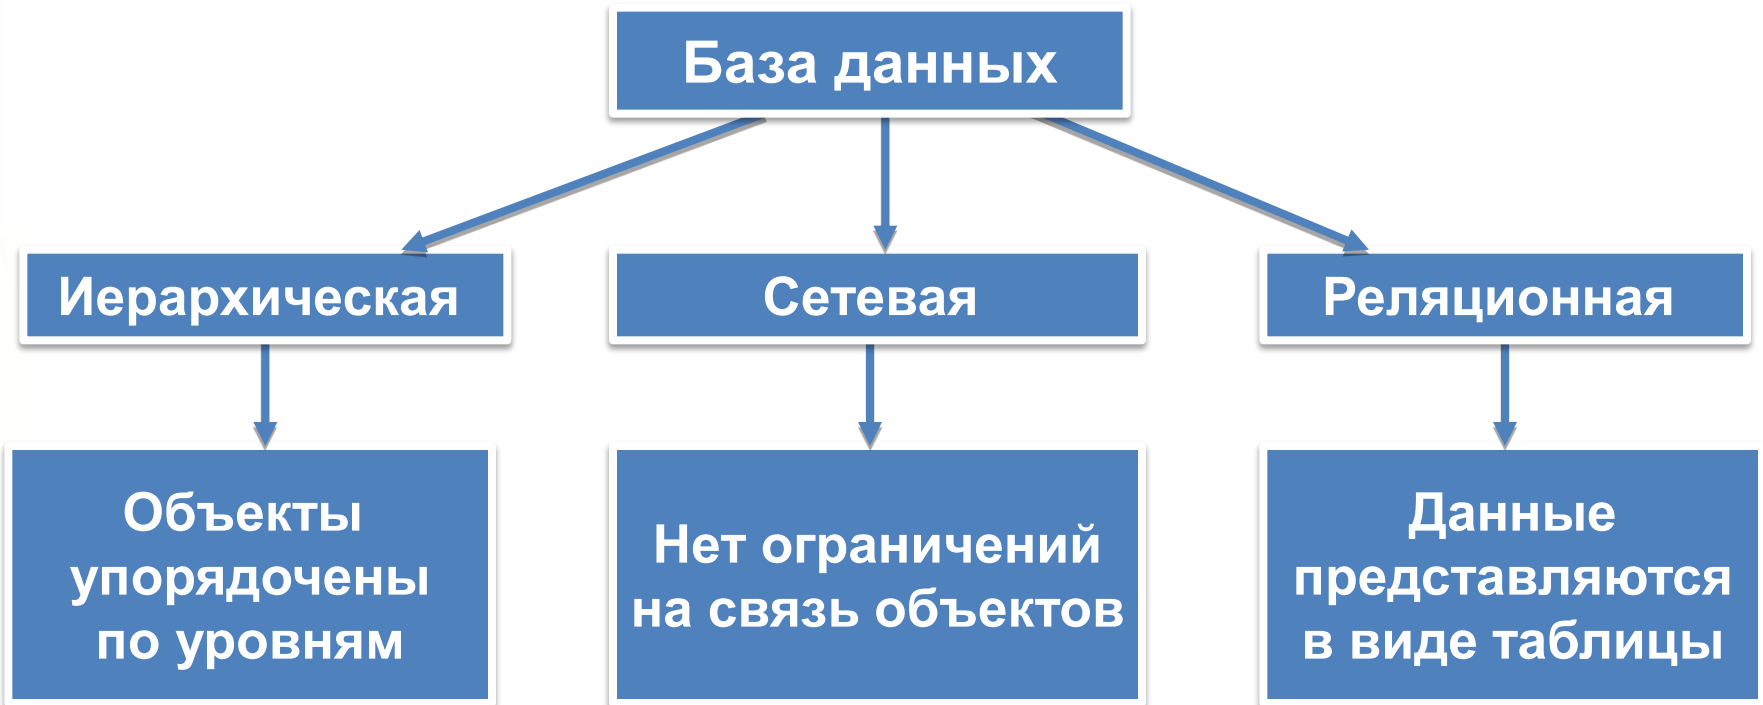 База данных
Иерархическая
Сетевая
Реляционная
Объекты
упорядочены
по уровням
Нет ограничений
на связь объектов
Данные
представляются
в виде таблицы